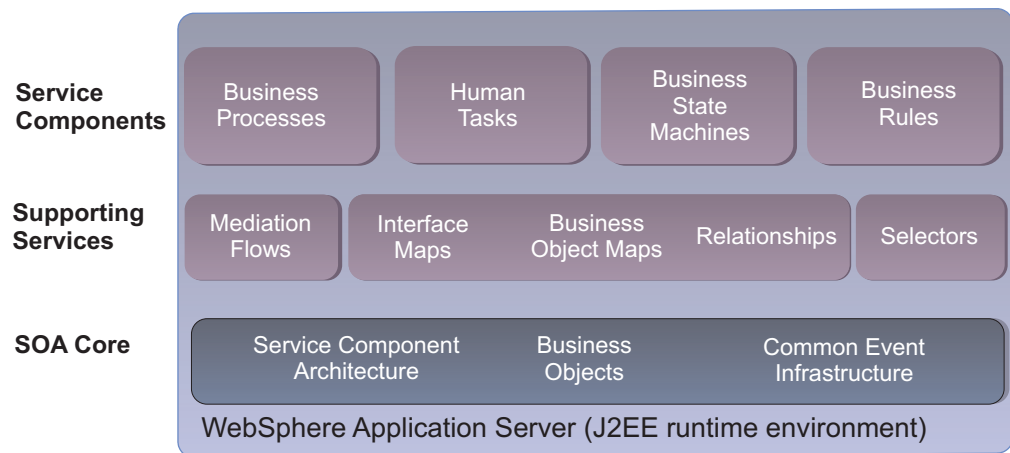 Service
Components
Business
Processes
Human
Tasks
Business
State
Machines
Business
Rules
Supporting
Services
Mediation
Flows
Interface
Maps
Business
Object Maps
Relationships
Selectors
SOA Core
Service Component
Architecture
Business
Objects
Common Event
Infrastructure
WebSphere Application Server (J2EE runtime environment)